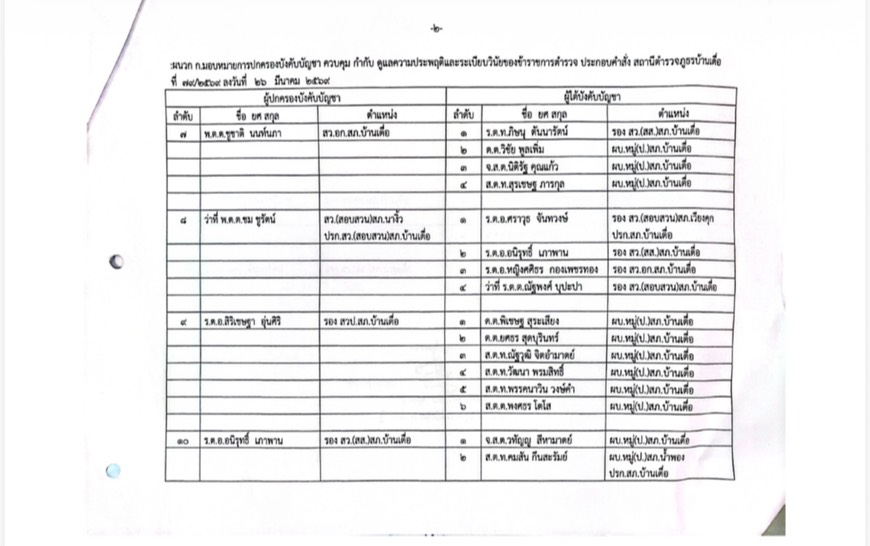 -๒-
ผนวก ก.มอบหมายการปกครองบังคับบัญชา ควบคุม กำกับ ดูแลความประพฤติและระเบียบวินัยของข้าราชการตำรวจ ประกอบคำสั่ง สถานีตำรวจภูธรบ้านเดื่อ
ที่ ๗๙/๒๕๖๙ ลงวันที่ ๒๖ มีนาคม ๒๕๖๙
ผู้ปกครองบังคับบัญชา ผู้ใต้บังคับบัญชา
ลำดับ ชื่อ ยศ สกุล ตำแหน่ง ลำดับ ชื่อ ยศ สกุล ตำแหน่ง
๗ พ.ต.ต.ชูชาติ นนท์นภา สว.อก.สภ.บ้านเดื่อ ๑ ร.ต.ท.ภิษนุ ตันนารัตน์ รอง สว.(สส.)สภ.บ้านเดื่อ
๒ ด.ต.วิชัย พูลเพิ่ม ผบ.หมู่(ป.)สภ.บ้านเดื่อ
๓ จ.ส.ต.นิติรัฐ คุณแก้ว ผบ.หมู่(ป.)สภ.บ้านเดื่อ
๔ ส.ต.ท.สุรเชษฐ ภารกุล ผบ.หมู่(ป.)สภ.บ้านเดื่อ
๘ ว่าที่ พ.ต.ต.ชม ชูรัตน์ สว.(สอบสวน)สภ.นางิ้ว ๑ ร.ต.อ.ศราวุธ จันทวงษ์ รอง สว.(สอบสวน)สภ.เวียงคุก
ปรก.สว.(สอบสวน)สภ.บ้านเดื่อ ปรก.สภ.บ้านเดื่อ
๒ ร.ต.อ.อนิรุทธิ์ เภาพาน รอง สว.(สส.)สภ.บ้านเดื่อ
๓ ร.ต.อ.หญิงศศิธร กองเพชรทอง รอง สว.อก.สภ.บ้านเดื่อ
๔ ว่าที่ ร.ต.ต.ณัฐพงศ์ บุปะปา รอง สว.(สอบสวน)สภ.บ้านเดื่อ
๙ ร.ต.อ.สิริเชษฐา อุ่นศิริ รอง สวป.สภ.บ้านเดื่อ ๑ ด.ต.พิเชษฐ สุระเสียง ผบ.หมู่(ป.)สภ.บ้านเดื่อ
๒ ด.ต.ยศธร สุดบุรินทร์ ผบ.หมู่(ป.)สภ.บ้านเดื่อ
๓ ส.ต.ท.ณัฐวุฒิ จิตอำมาตย์ ผบ.หมู่(ป.)สภ.บ้านเดื่อ
๔ ส.ต.ท.วัฒนา พรมสิทธิ์ ผบ.หมู่(ป.)สภ.บ้านเดื่อ
๕ ส.ต.ท.พรรคนาวิน วงษ์คำ ผบ.หมู่(ป.)สภ.บ้านเดื่อ
๖ ส.ต.ต.พงศธร โตโส ผบ.หมู่(ป.)สภ.บ้านเดื่อ
๑๐ ร.ต.อ.อนิรุทธิ์ เภาพาน รอง สว.(สส.)สภ.บ้านเดื่อ ๑ จ.ส.ต.วทัญญู สีหามาตย์ ผบ.หมู่(ป.)สภ.บ้านเดื่อ
๒ ส.ต.ท.คมสัน กินสะรัมย์ ผบ.หมู่(ป.)สภ.น้ำพอง
ปรก.สภ.บ้านเดื่อ